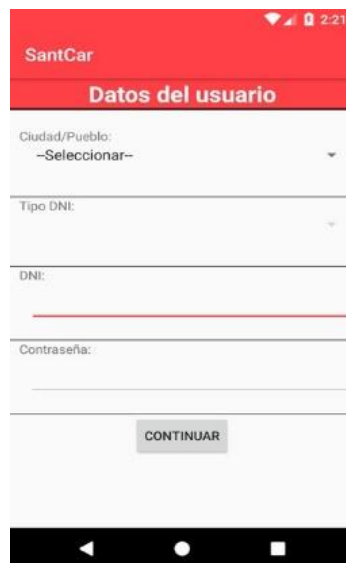 2:21
SantCar
Datos del usuario
Ciudad/Pueblo:
--Seleccionar--
Tipo DNI:
DNI:
Contraseña:
CONTINUAR